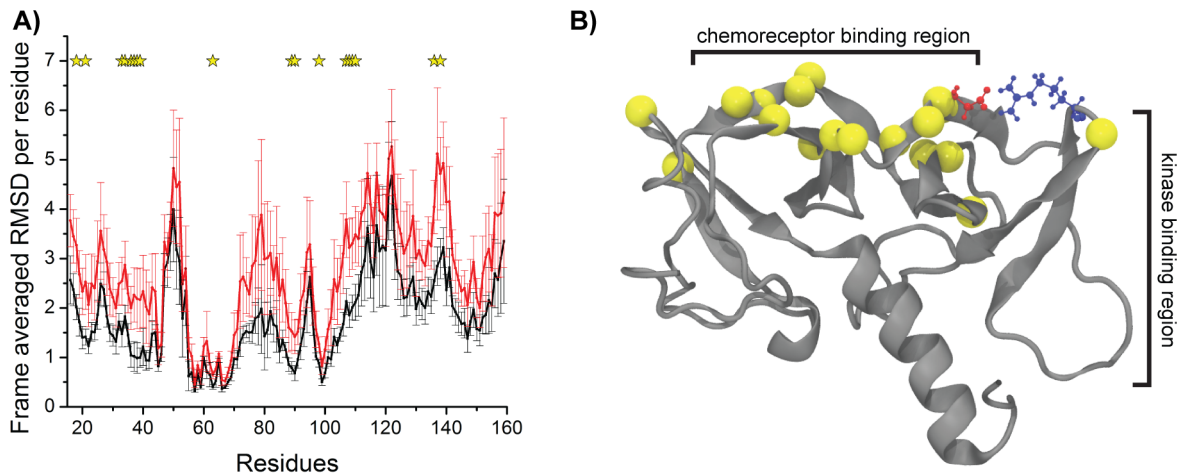 A)
Frame averaged RMSD per residue
7
6
5
4
3
2
1
0
20
40
60
80
100
120
140
160
Residues
B)
chemoreceptor binding region
kinase binding region